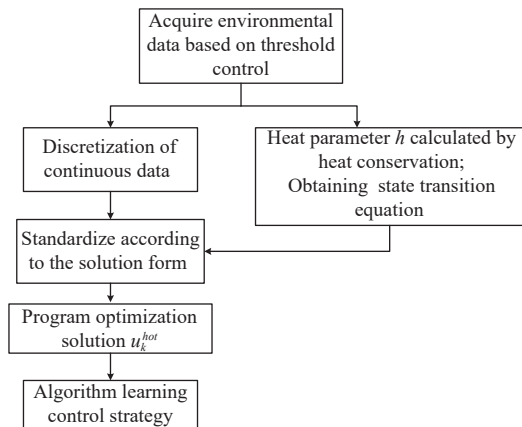 Acquire environmental
data based on threshold
control
Discretization of
continuous data
Heat parameter h calculated by
heat conservation;
Obtaining state transition
equation
Standardize according
to the solution form
Program optimization
solution u_k^{hot}
Algorithm learning
control strategy